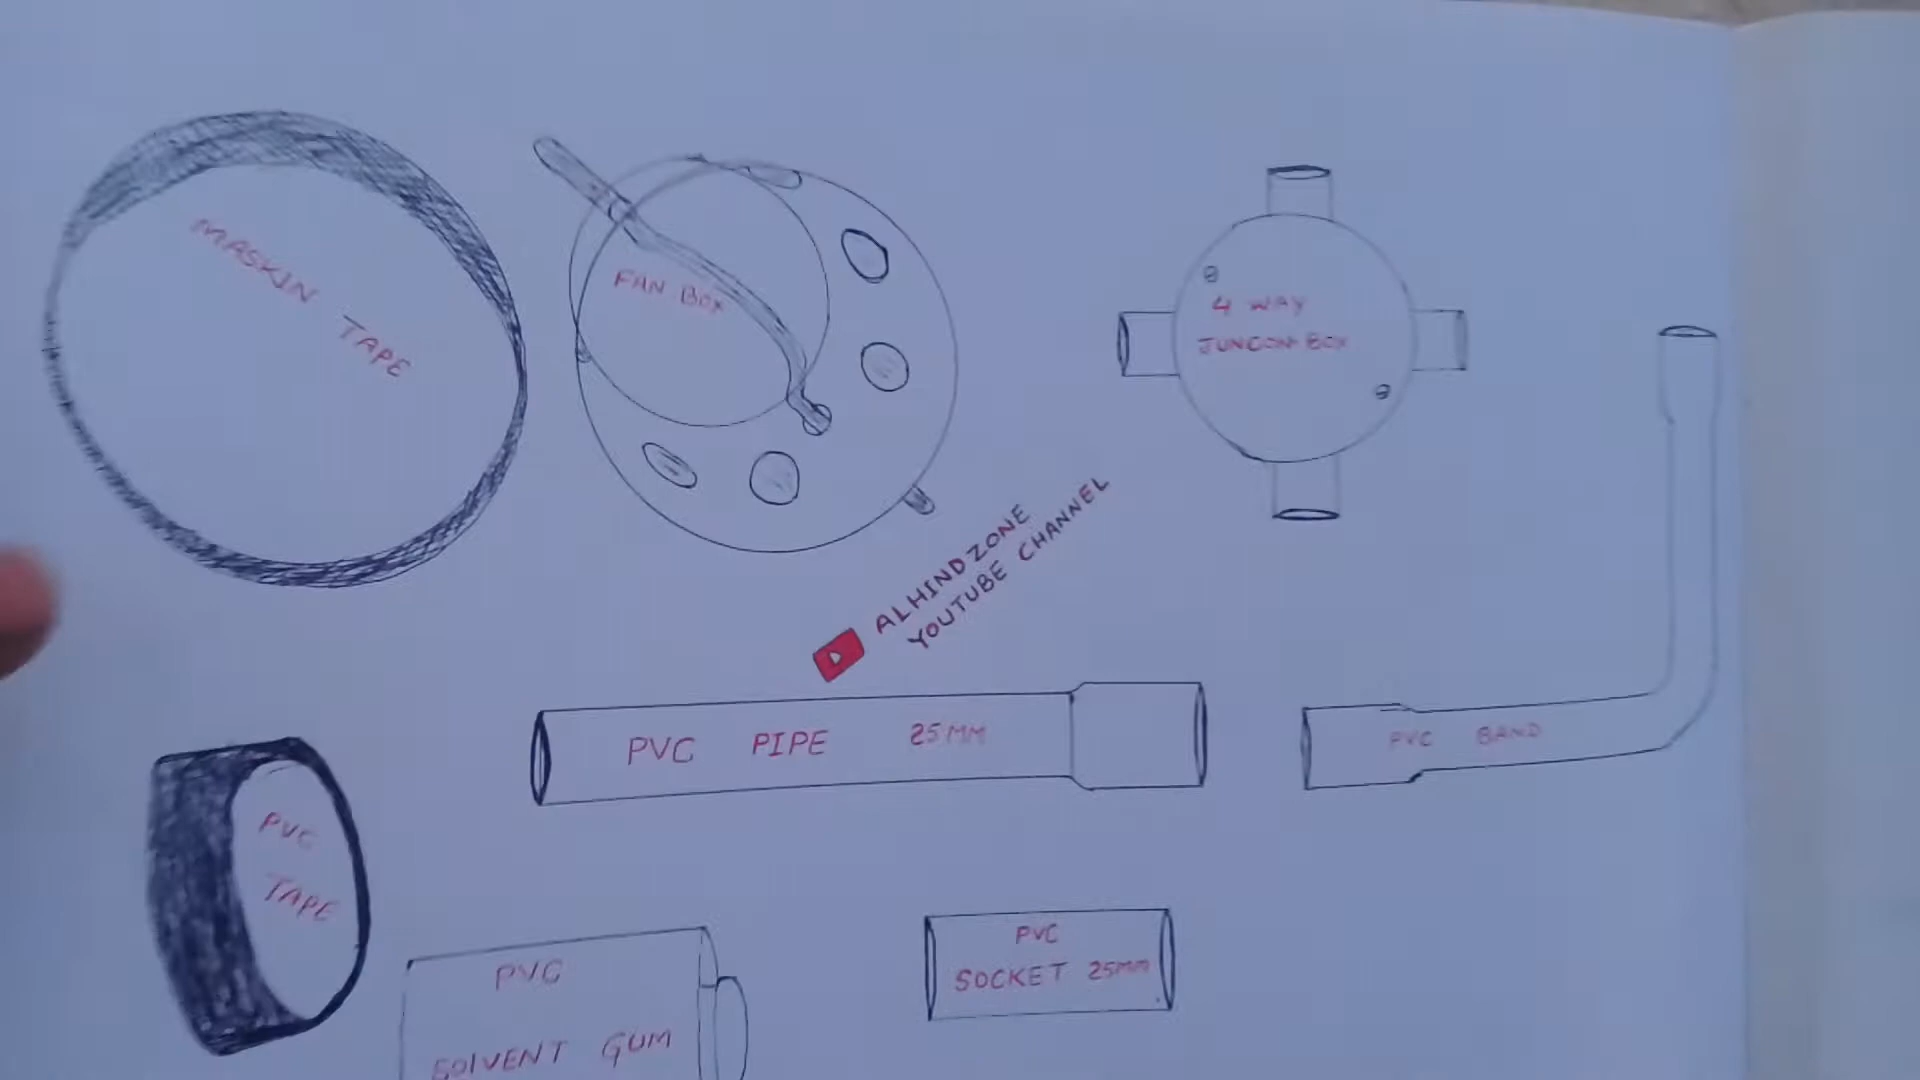 MASKIN TAPE
FAN BOX
4 WAY
JUNCON BOX
ALHINDZONE
YOUTUBE CHANNEL
PVC PIPE 25MM
PVC BAND
PVC
TAPE
PVC
SOLVENT GUM
PVC
SOCKET 25MM